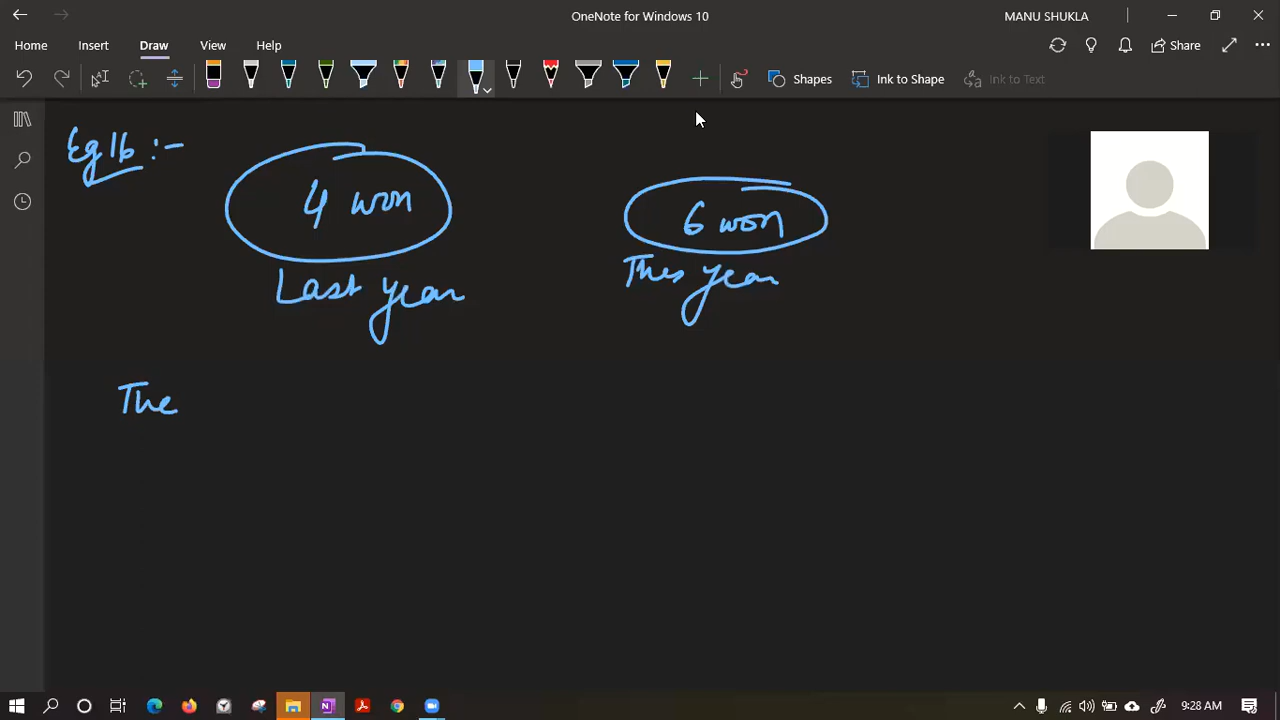 OneNote for Windows 10
MANU SHUKLA
Home Insert Draw View Help
Share
Shapes
Ink to Shape
Ink to Text
Eg 16 :-
4 won
6 won
Last year
This year
The
9:28 AM